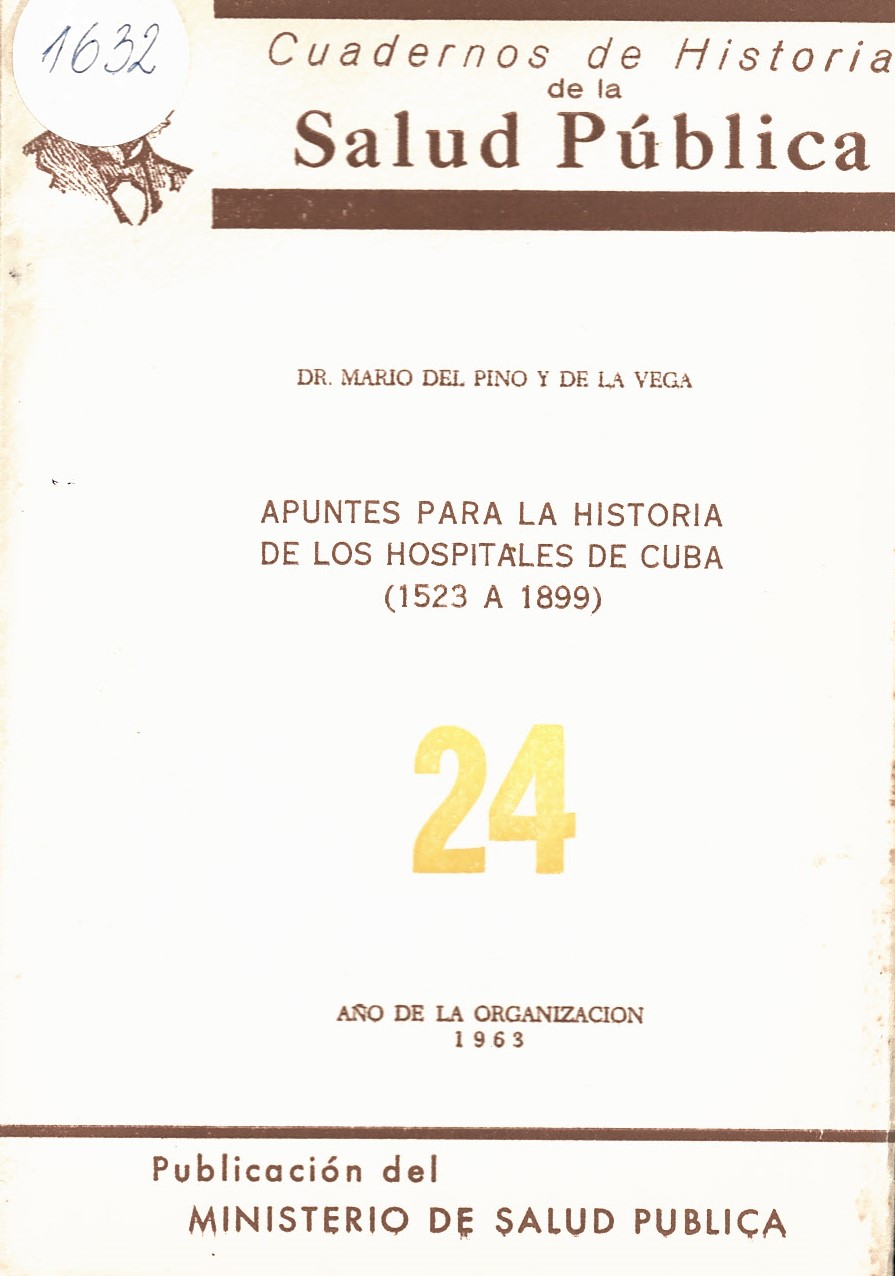 1632
Cuadernos de Historia
de la
Salud Pública
DR. MARIO DEL PINO Y DE LA VEGA
APUNTES PARA LA HISTORIA
DE LOS HOSPITALES DE CUBA
(1523 A 1899)
24
AÑO DE LA ORGANIZACION
1963
Publicación del
MINISTERIO DE SALUD PUBLICA